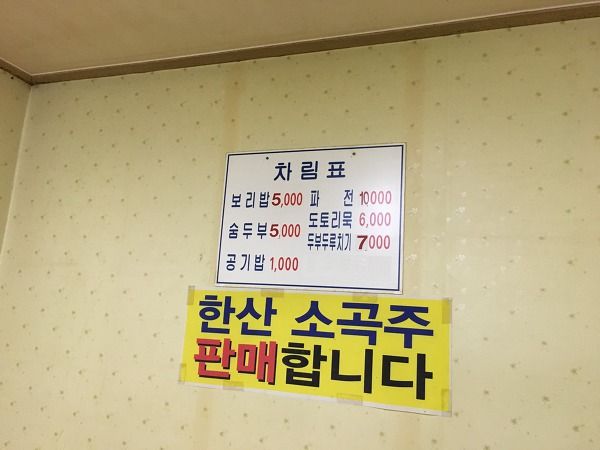 차림표
보리밥 5,000
숨두부 5,000
공기밥 1,000
파 전 10000
도토리묵 6,000
두부두루치기 7,000
한산 소곡주
판매합니다